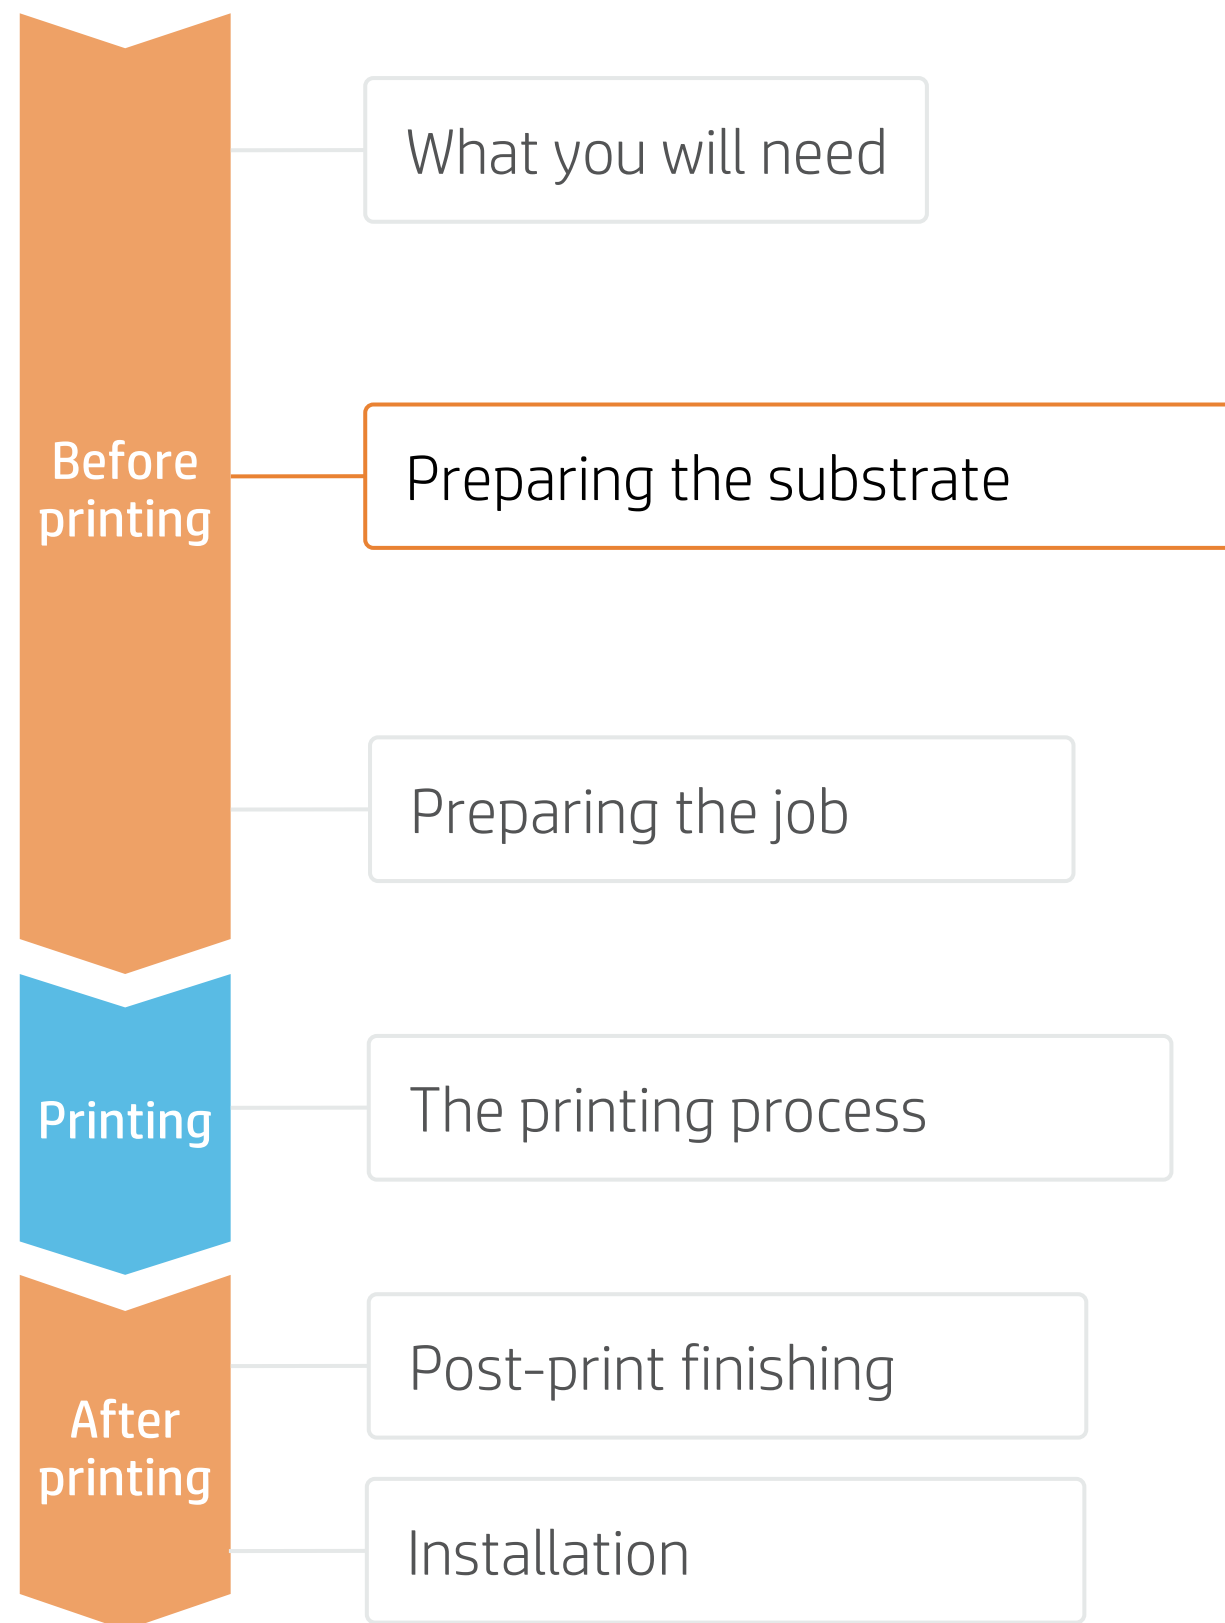 What you will need
Before
printing
Preparing the substrate
Preparing the job
Printing
The printing process
Post-print finishing
After
printing
Installation